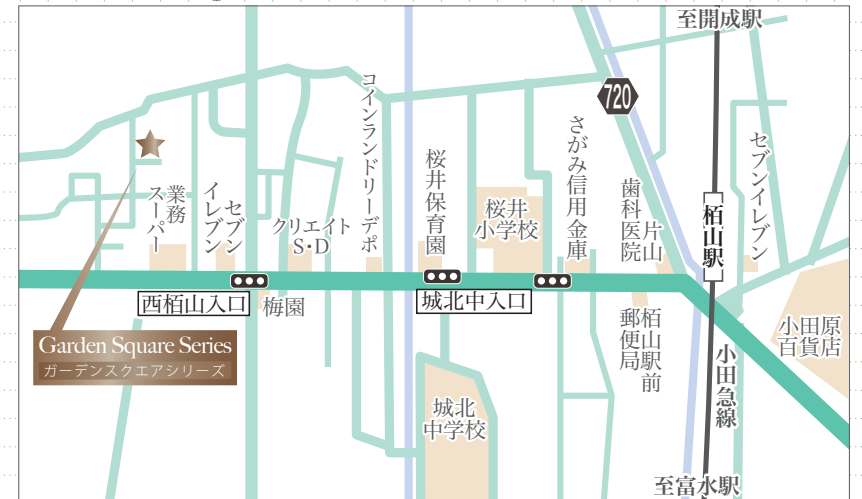 至開成駅
720
コインランドリーデポ
さがみ信用金庫
セブンイレブン
桜井保育園
業務
スーパー
セブン
イレブン
クリエイト
S・D
桜井
小学校
片山
歯科医院
栢山駅
西栢山入口
梅園
城北中入口
栢山駅前
郵便局
小田原
百貨店
Garden Square Series
ガーデンスクエアシリーズ
小田急線
城北
中学校
至富水駅